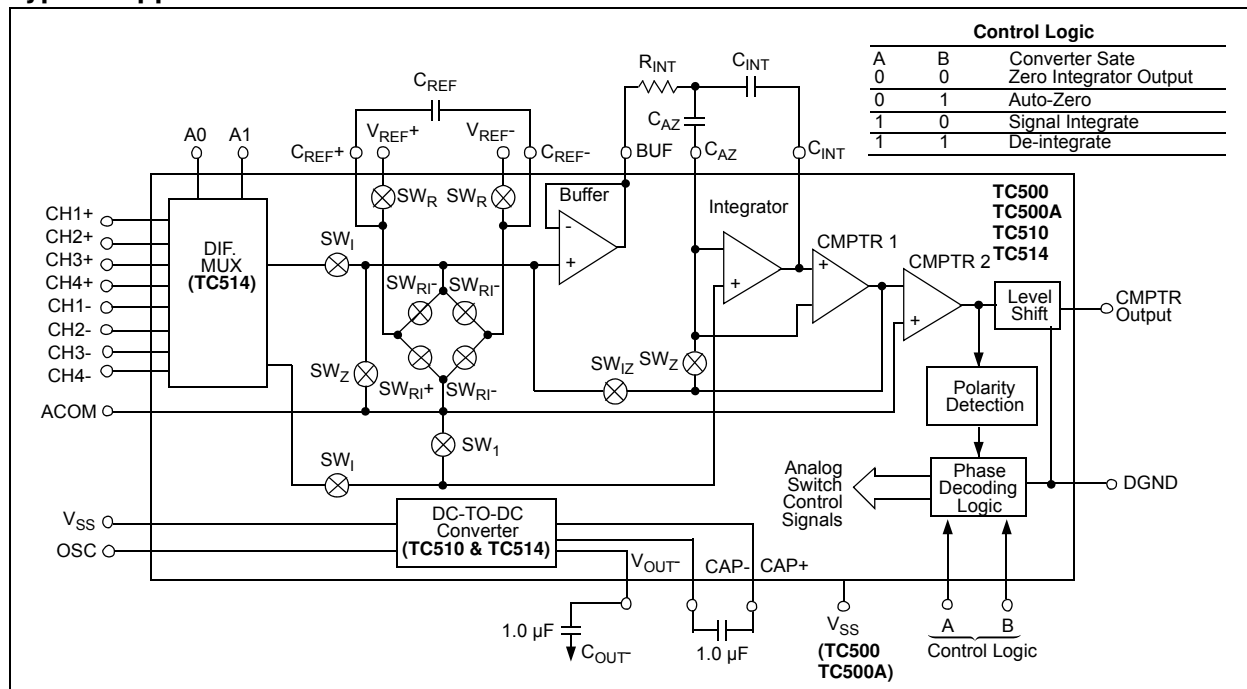 Control Logic
A B Converter Sate
0 0 Zero Integrator Output
0 1 Auto-Zero
1 0 Signal Integrate
1 1 De-integrate
RINT
CINT
CREF
CAZ
VREF+
VREF-
A0
A1
CREF+
CREF-
BUF
CAZ
CINT
SWR
SWR
Buffer
TC500
TC500A
TC510
TC514
CH1+
CH2+
CH3+
CH4+
CH1-
CH2-
CH3-
CH4-
DIF.
MUX
(TC514)
SWI
-
+
Integrator
+
CMPTR 1
+
CMPTR 2
+
Level
Shift
CMPTR
Output
SWRI-
SWRI-
SWZ
SWRI+
SWRI-
SWIZ
SWZ
Polarity
Detection
ACOM
SW1
SWI
Analog
Switch
Control
Signals
Phase
Decoding
Logic
DGND
VSS
OSC
DC-TO-DC
Converter
(TC510 & TC514)
VOUT-
CAP-
CAP+
1.0 µF
COUT-
1.0 µF
VSS
(TC500
TC500A)
A
B
Control Logic